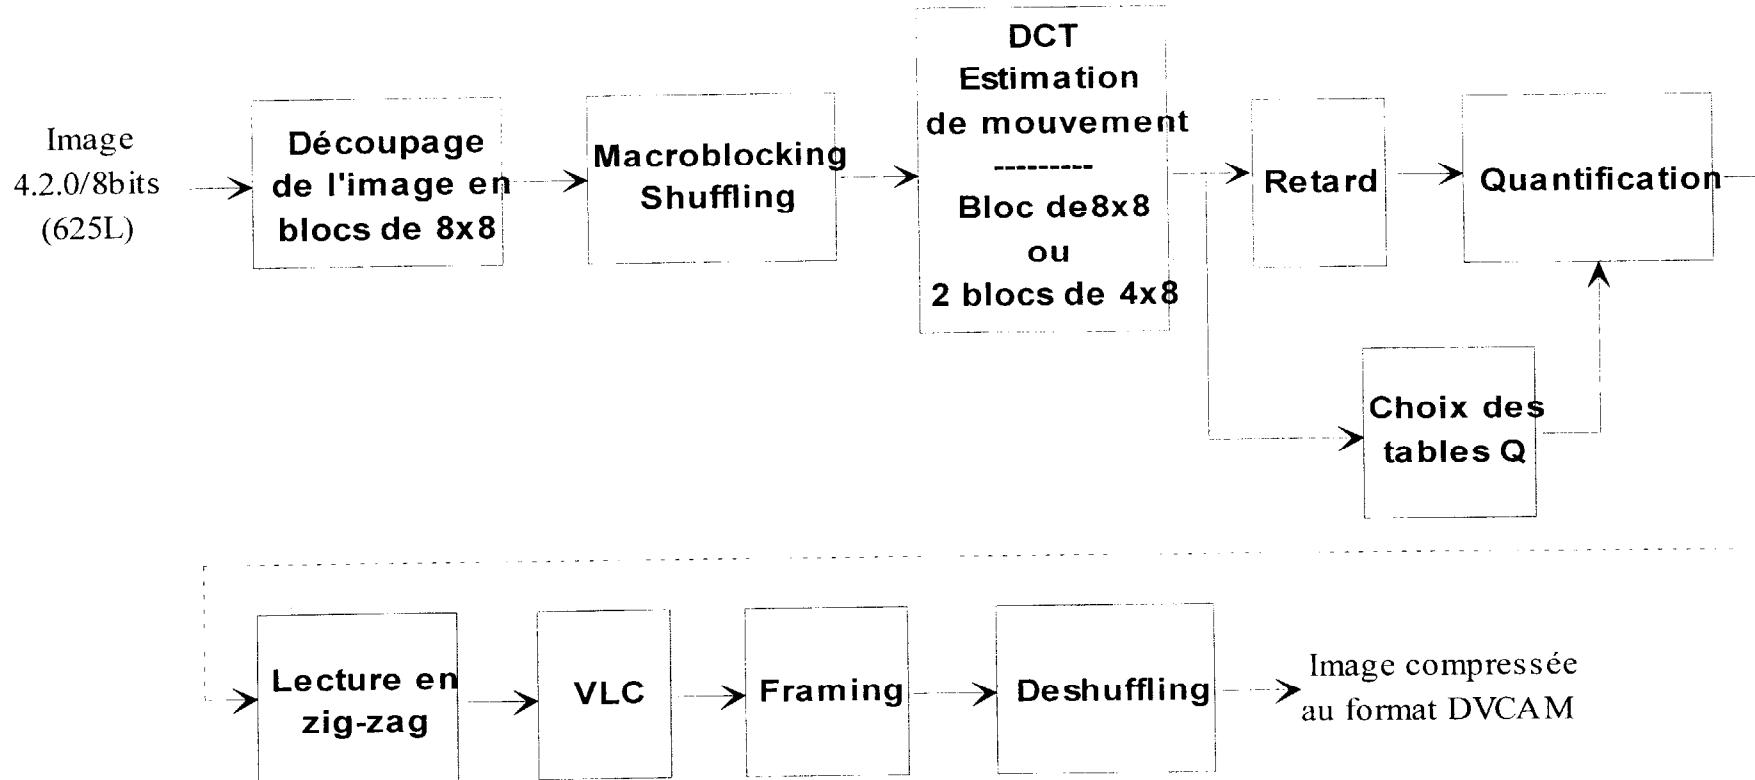 Image
4.2.0/8bits
(625L)
Découpage
de l'image en
blocs de 8x8
Macroblocking
Shuffling
DCT
Estimation
de mouvement
---------
Bloc de8x8
ou
2 blocs de 4x8
Retard
Quantification
Choix des
tables Q
Lecture en
zig-zag
VLC
Framing
Deshuffling
Image compressée
au format DVCAM